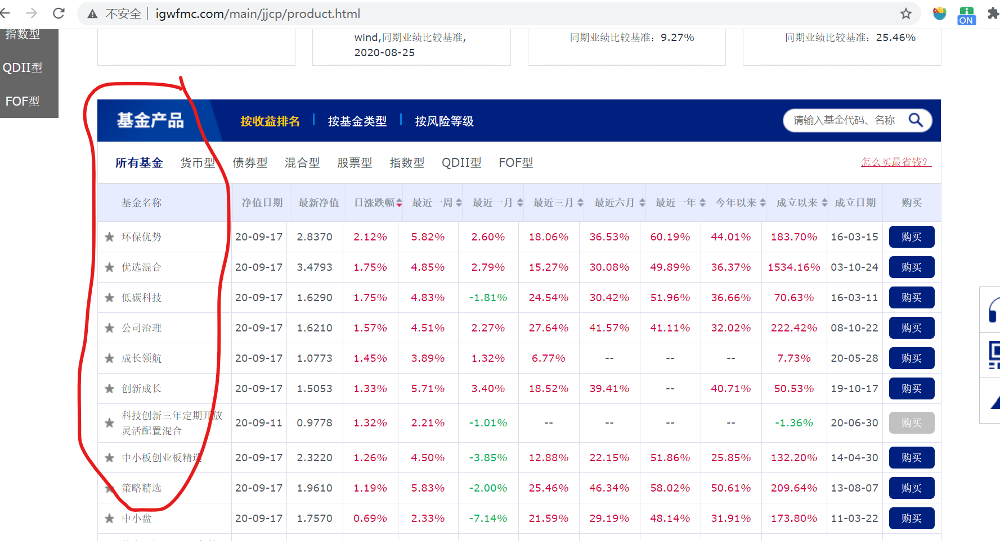 不安全 | igwfmc.com/main/jjcp/product.html
ON
指数型
QDII型
FOF型
wind,同期业绩比较基准,
2020-08-25
同期业绩比较基准：9.27%
同期业绩比较基准：25.46%
基金产品 按收益排名 按基金类型 按风险等级 请输入基金代码、名称
所有基金 货币型 债券型 混合型 股票型 指数型 QDII型 FOF型 怎么买最省钱？
基金名称 净值日期 最新净值 日涨跌幅 最近一周 最近一月 最近三月 最近六月 最近一年 今年以来 成立以来 成立日期 购买
环保优势 20-09-17 2.8370 2.12% 5.82% 2.60% 18.06% 36.53% 60.19% 44.01% 183.70% 16-03-15 购买
优选混合 20-09-17 3.4793 1.75% 4.85% 2.79% 15.27% 30.08% 49.89% 36.37% 1534.16% 03-10-24 购买
低碳科技 20-09-17 1.6290 1.75% 4.83% -1.81% 24.54% 30.42% 51.96% 36.66% 70.63% 16-03-11 购买
公司治理 20-09-17 1.6210 1.57% 4.51% 2.27% 27.64% 41.57% 41.11% 32.02% 222.42% 08-10-22 购买
成长领航 20-09-17 1.0773 1.45% 3.89% 1.32% 6.77% -- -- -- 7.73% 20-05-28 购买
创新成长 20-09-17 1.5053 1.33% 5.71% 3.40% 18.52% 39.41% -- 40.71% 50.53% 19-10-17 购买
科技创新三年定期开放
灵活配置混合 20-09-11 0.9778 1.32% 2.21% -1.01% -- -- -- -- -1.36% 20-06-30 购买
中小板创业板精选 20-09-17 2.3220 1.26% 4.50% -3.85% 12.88% 22.15% 51.86% 25.85% 132.20% 14-04-30 购买
策略精选 20-09-17 1.9610 1.19% 5.83% -2.00% 25.46% 46.34% 58.02% 50.61% 209.64% 13-08-07 购买
中小盘 20-09-17 1.7570 0.69% 2.33% -7.14% 21.59% 29.19% 48.14% 31.91% 173.80% 11-03-22 购买